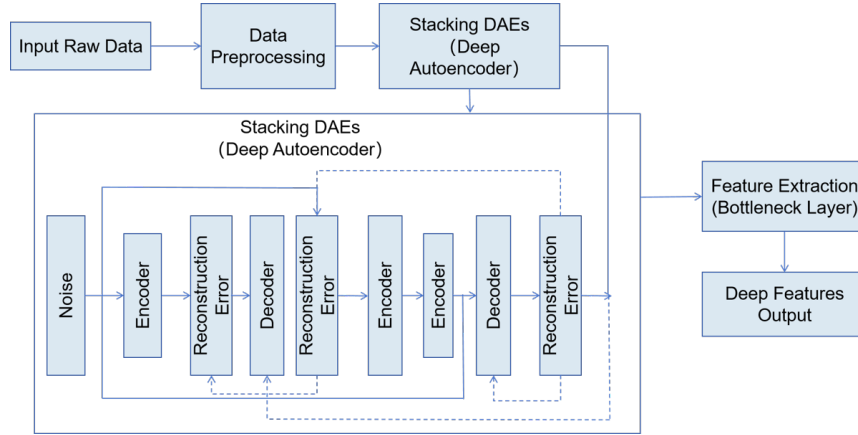 Input Raw Data
Data
Preprocessing
Stacking DAEs
(Deep
Autoencoder)
Stacking DAEs
(Deep Autoencoder)
Noise
Encoder
Reconstruction
Error
Decoder
Reconstruction
Error
Encoder
Encoder
Decoder
Reconstruction
Error
Feature Extraction
(Bottleneck Layer)
Deep Features
Output